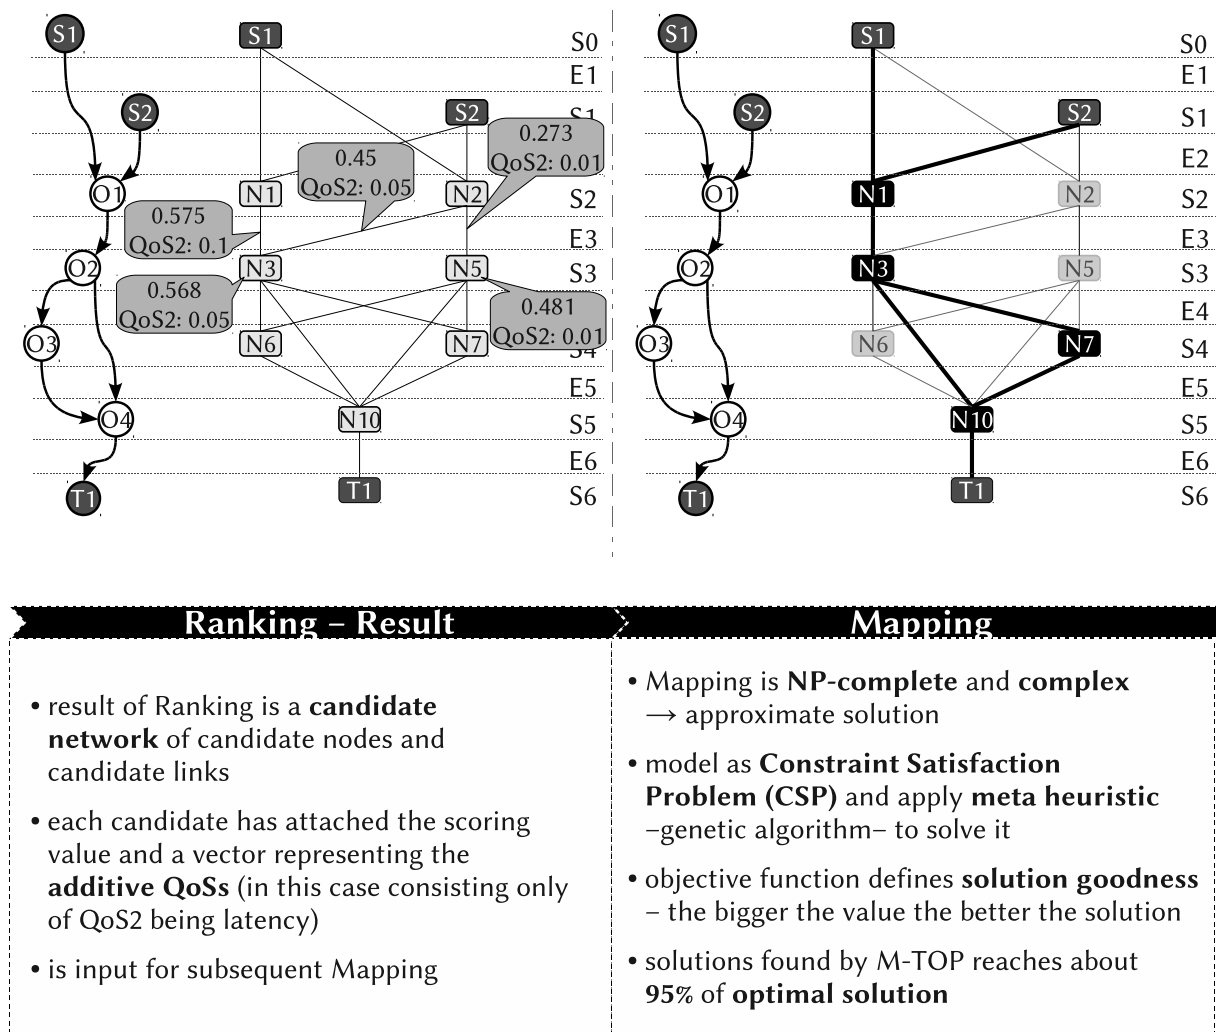 S1
S1
S0
E1
S2
S2
S1
0.273
QoS2: 0.01
0.45
QoS2: 0.05
E2
O1
N1
N2
S2
0.575
QoS2: 0.1
E3
O2
N3
N5
S3
0.568
QoS2: 0.05
0.481
QoS2: 0.01
O3
N6
N7
S4
E5
O4
N10
S5
E6
T1
T1
S6
S1
S1
S0
E1
S2
S2
S1
E2
O1
N1
N2
S2
E3
O2
N3
N5
S3
E4
O3
N6
N7
S4
E5
O4
N10
S5
E6
T1
T1
S6
Ranking – Result
• result of Ranking is a candidate
network of candidate nodes and
candidate links
• each candidate has attached the scoring
value and a vector representing the
additive QoSs (in this case consisting only
of QoS2 being latency)
• is input for subsequent Mapping
Mapping
• Mapping is NP-complete and complex
→ approximate solution
• model as Constraint Satisfaction
Problem (CSP) and apply meta heuristic
–genetic algorithm– to solve it
• objective function defines solution goodness
– the bigger the value the better the solution
• solutions found by M-TOP reaches about
95% of optimal solution